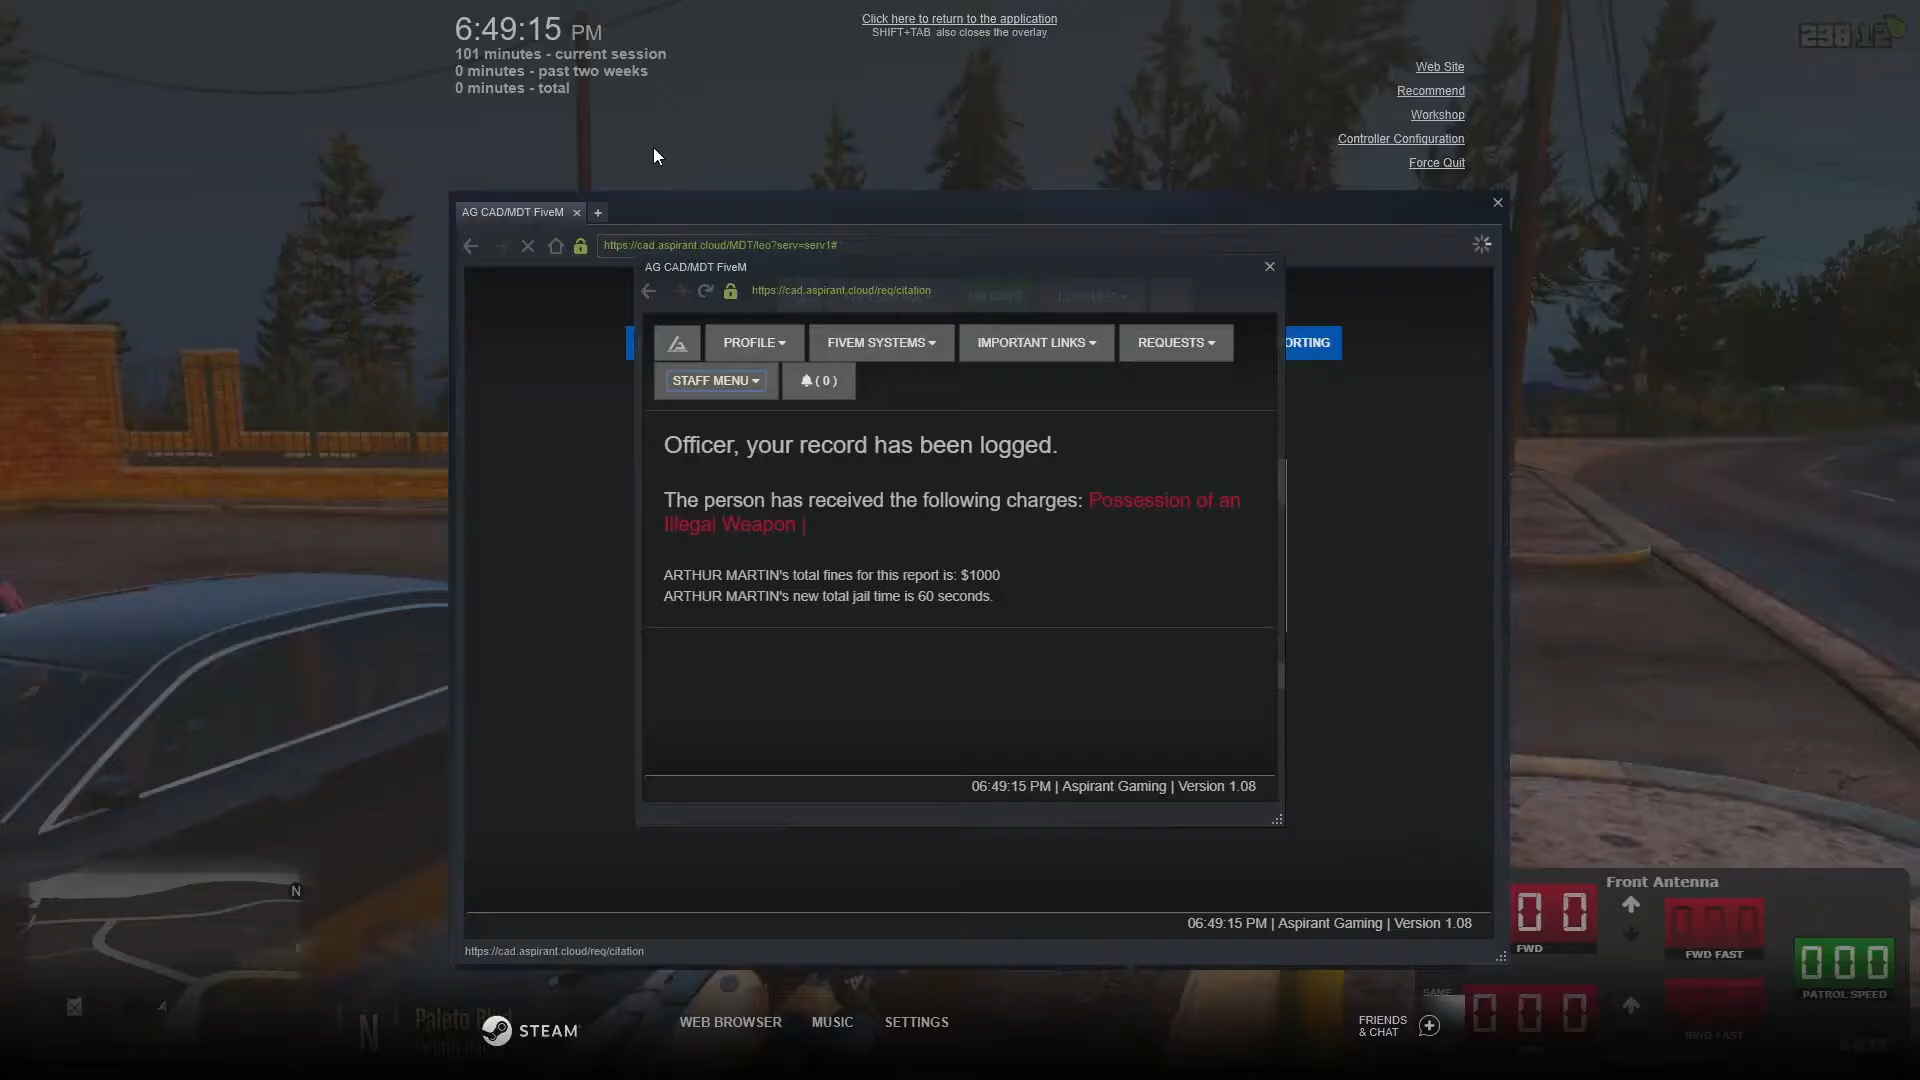 6:49:15 PM
101 minutes - current session
0 minutes - past two weeks
0 minutes - total
Click here to return to the application
SHIFT+TAB also closes the overlay
Web Site
Recommend
Workshop
Controller Configuration
Force Quit
AG CAD/MDT FiveM
https://cad.aspirant.cloud/MDT/leo?serv=serv1#
AG CAD/MDT FiveM
https://cad.aspirant.cloud/req/citation
PROFILE
FIVEM SYSTEMS
IMPORTANT LINKS
REQUESTS
ORTING
STAFF MENU
( 0 )
Officer, your record has been logged.
The person has received the following charges: Possession of an
Illegal Weapon |
ARTHUR MARTIN's total fines for this report is: $1000
ARTHUR MARTIN's new total jail time is 60 seconds.
06:49:15 PM | Aspirant Gaming | Version 1.08
06:49:15 PM | Aspirant Gaming | Version 1.08
https://cad.aspirant.cloud/req/citation
N
Front Antenna
00
FWD
FWD FAST
000
PATROL SPEED
SAME
000
N
Paleto
STEAM
WEB BROWSER
MUSIC
SETTINGS
FRIENDS
& CHAT